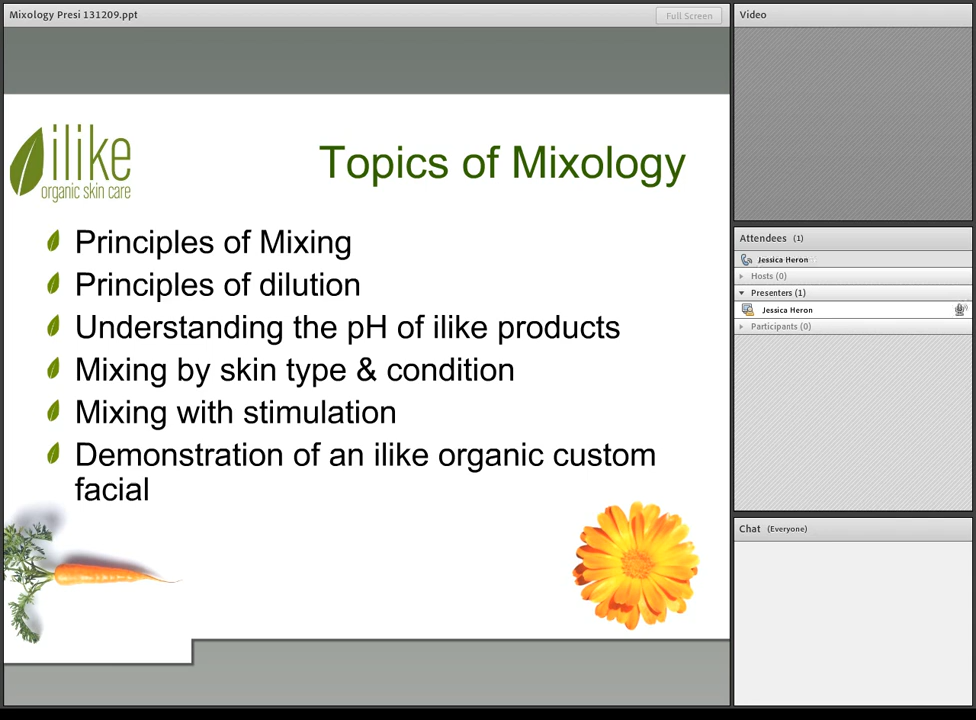 Mixology Presi 131209.ppt
Full Screen
ilike
organic skin care
Topics of Mixology
Principles of Mixing
Principles of dilution
Understanding the pH of ilike products
Mixing by skin type & condition
Mixing with stimulation
Demonstration of an ilike organic custom
facial
Video
Attendees (1)
Jessica Heron
Hosts (0)
Presenters (1)
Jessica Heron
Participants (0)
Chat (Everyone)